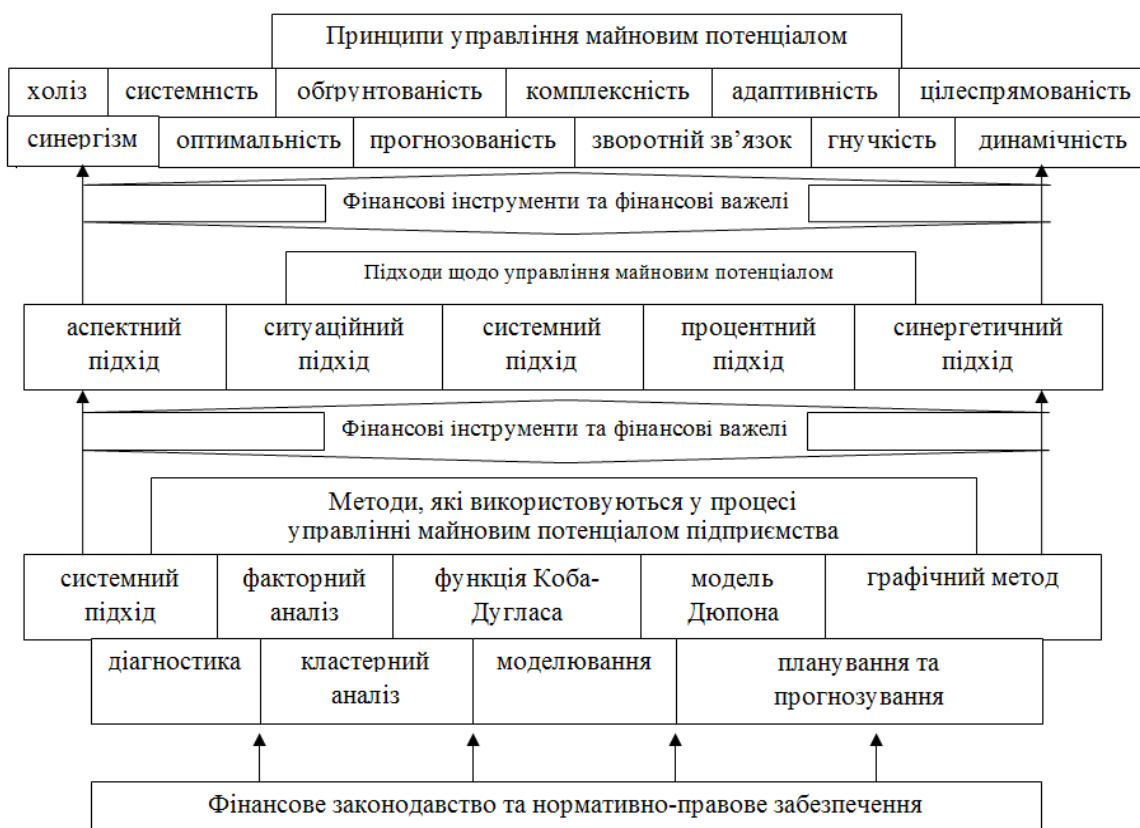 Принципи управління майновим потенціалом
холіз системність обґрунтованість комплексність адаптивність цілеспрямованість
синергізм оптимальність прогнозованість зворотній зв’язок гнучкість динамічність
Фінансові інструменти та фінансові важелі
Підходи щодо управління майновим потенціалом
аспектний підхід
ситуаційний підхід
системний підхід
процентний підхід
синергетичний підхід
Фінансові інструменти та фінансові важелі
Методи, які використовуються у процесі
управлінні майновим потенціалом підприємства
системний підхід
факторний аналіз
функція Коба-
Дугласа
модель Дюпона
графічний метод
діагностика
кластерний аналіз
моделювання
планування та
прогнозування
Фінансове законодавство та нормативно-правове забезпечення